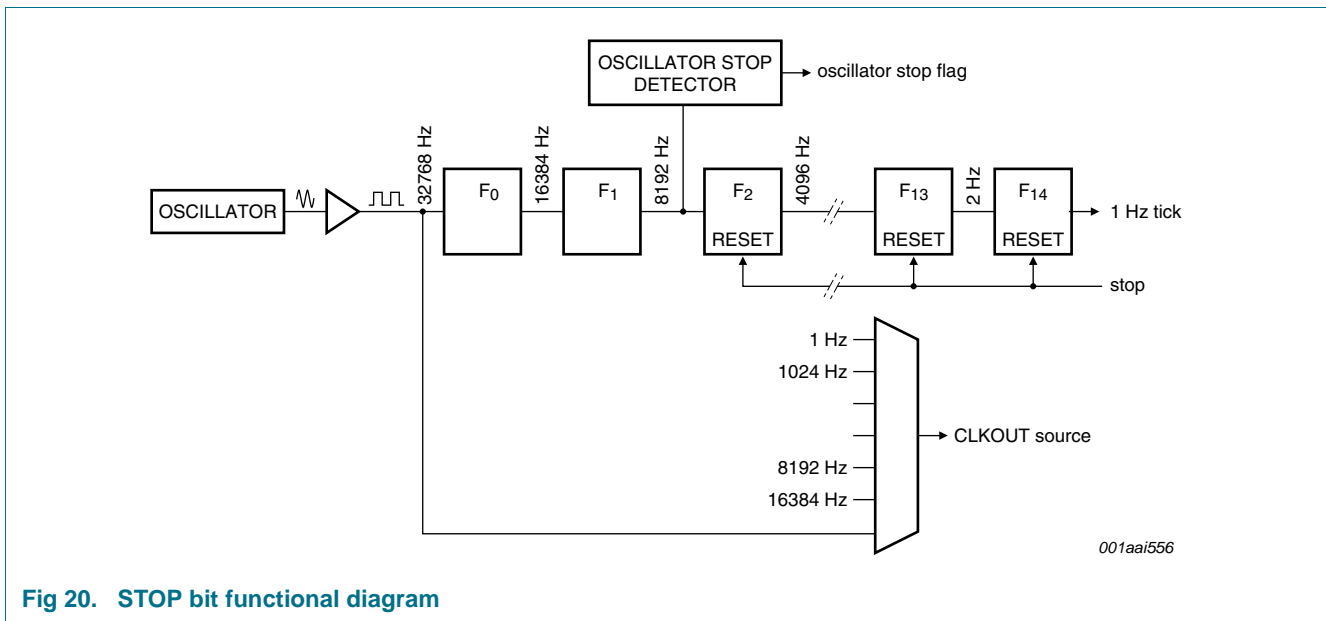 OSCILLATOR STOP
DETECTOR
oscillator stop flag
32768 Hz
16384 Hz
8192 Hz
4096 Hz
2 Hz
OSCILLATOR
F0
F1
F2
RESET
F13
RESET
F14
RESET
1 Hz tick
stop
1 Hz
1024 Hz
CLKOUT source
8192 Hz
16384 Hz
001aai556
Fig 20. STOP bit functional diagram